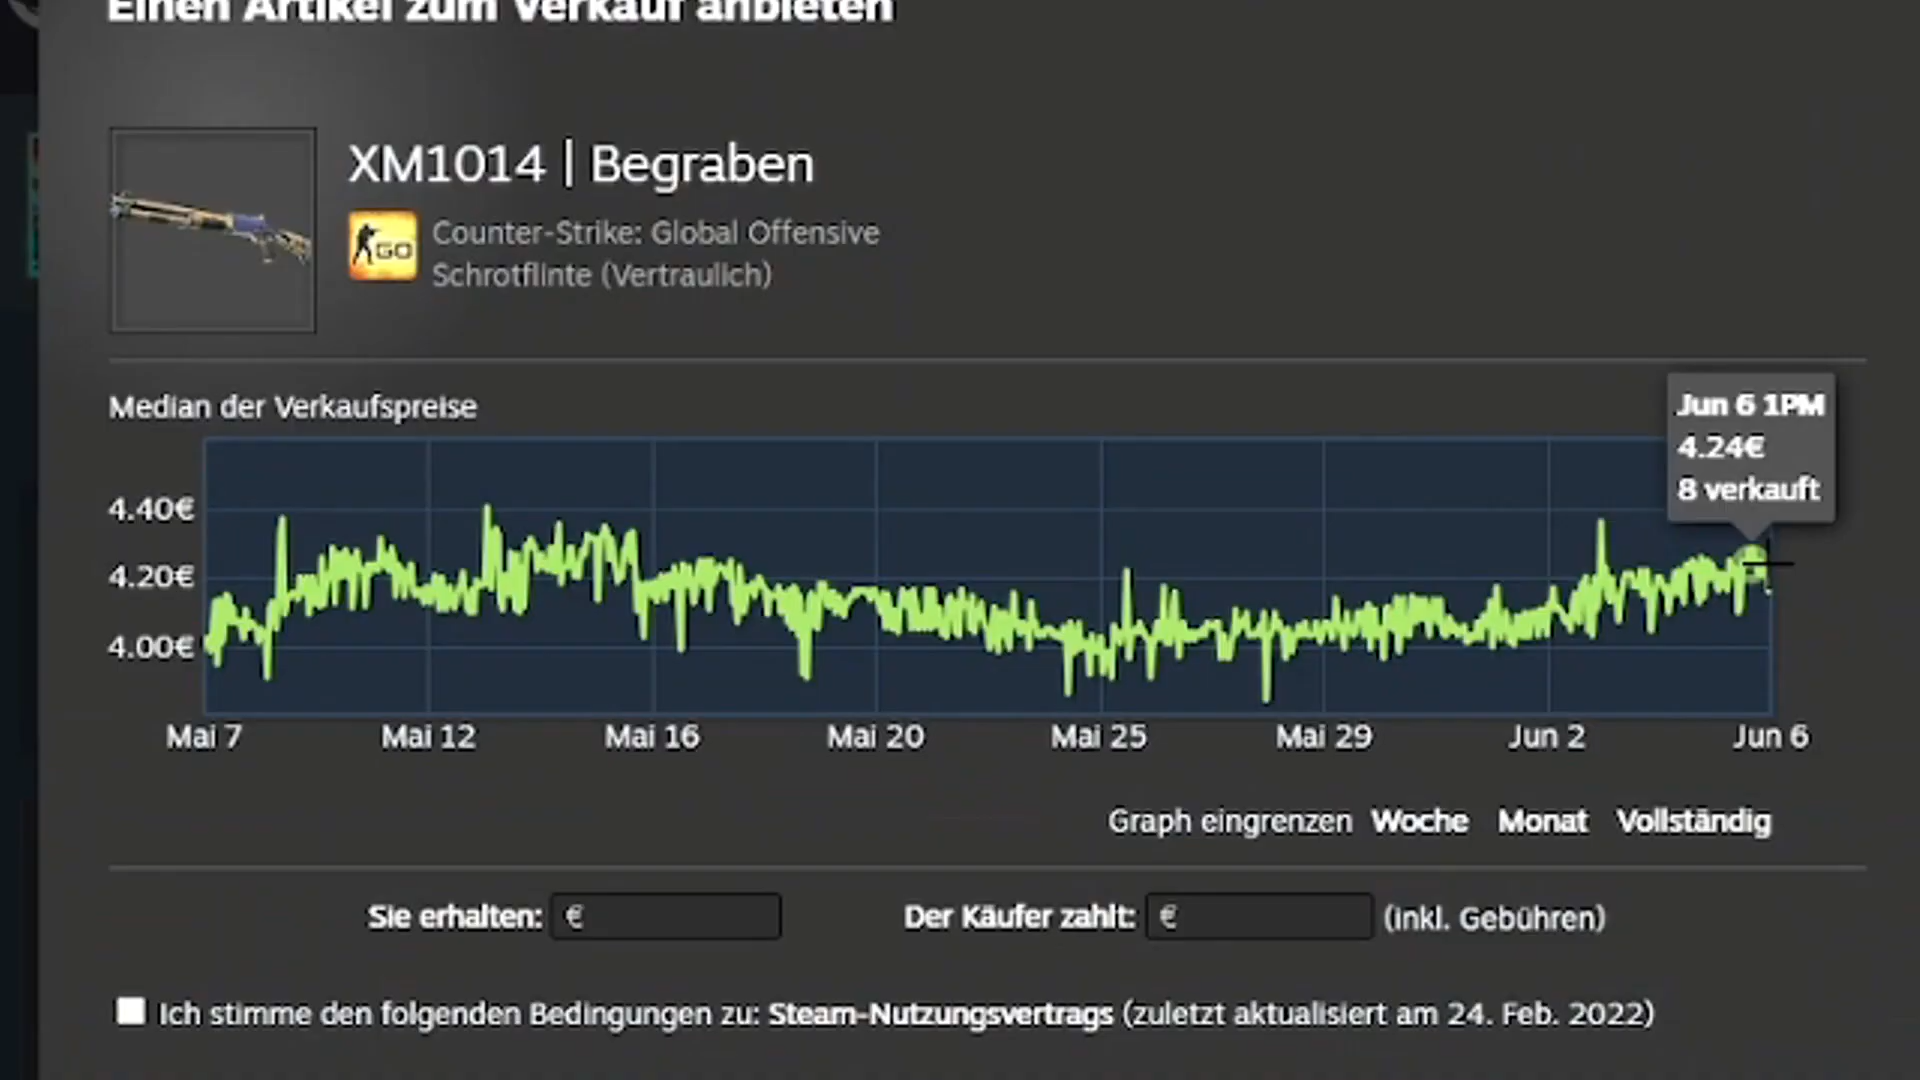 Einen Artikel zum Verkauf anbieten
XM1014 | Begraben
GO
Counter-Strike: Global Offensive
Schrotflinte (Vertraulich)
Median der Verkaufspreise
Jun 6 1PM
4.24€
8 verkauft
4.40€
4.20€
4.00€
Mai 7 Mai 12 Mai 16 Mai 20 Mai 25 Mai 29 Jun 2 Jun 6
Graph eingrenzen Woche Monat Vollständig
Sie erhalten: € Der Käufer zahlt: € (inkl. Gebühren)
Ich stimme den folgenden Bedingungen zu: Steam-Nutzungsvertrags (zuletzt aktualisiert am 24. Feb. 2022)